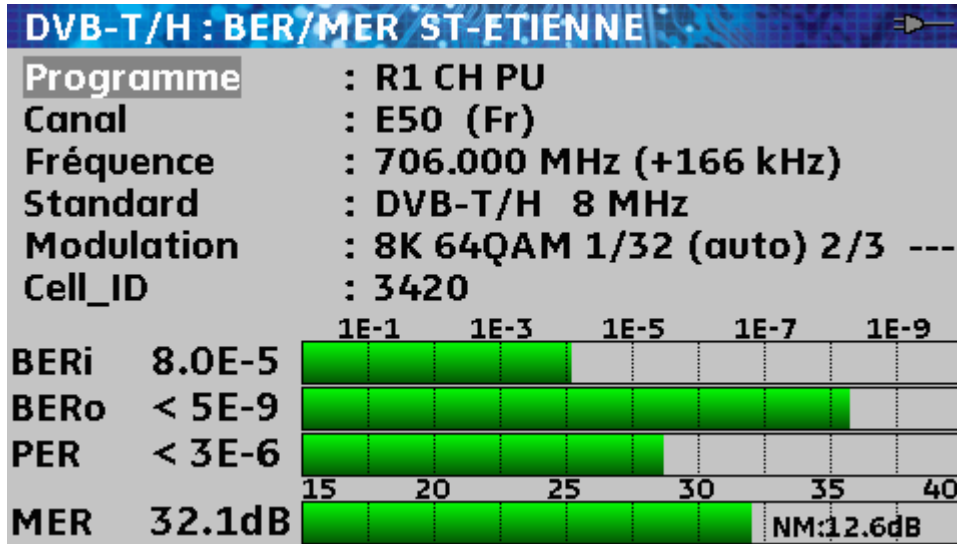 DVB-T/H : BER/MER ST-ETIENNE
Programme : R1 CH PU
Canal : E50 (Fr)
Fréquence : 706.000 MHz (+166 kHz)
Standard : DVB-T/H 8 MHz
Modulation : 8K 64QAM 1/32 (auto) 2/3 ---
Cell_ID : 3420
1E-1 1E-3 1E-5 1E-7 1E-9
BERi 8.0E-5
BERo < 5E-9
PER < 3E-6
15 20 25 30 35 40
MER 32.1dB NM:12.6dB